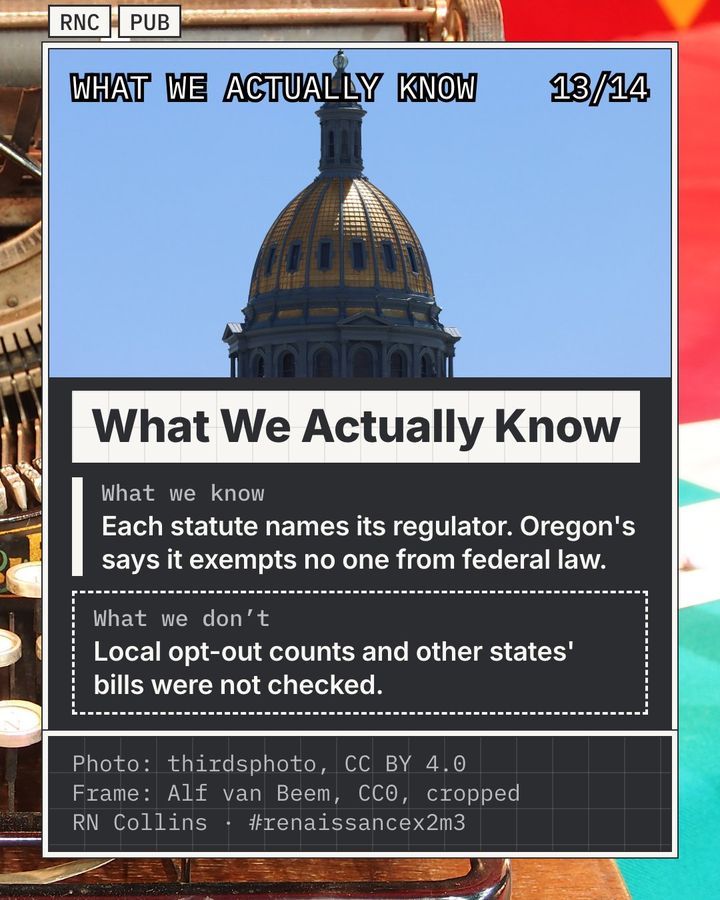 RNC PUB
WHAT WE ACTUALLY KNOW 13/14
What We Actually Know
What we know
Each statute names its regulator. Oregon's
says it exempts no one from federal law.
What we don’t
Local opt-out counts and other states'
bills were not checked.
Photo: thirdsphoto, CC BY 4.0
Frame: Alf van Beem, CC0, cropped
RN Collins · #renaissancex2m3